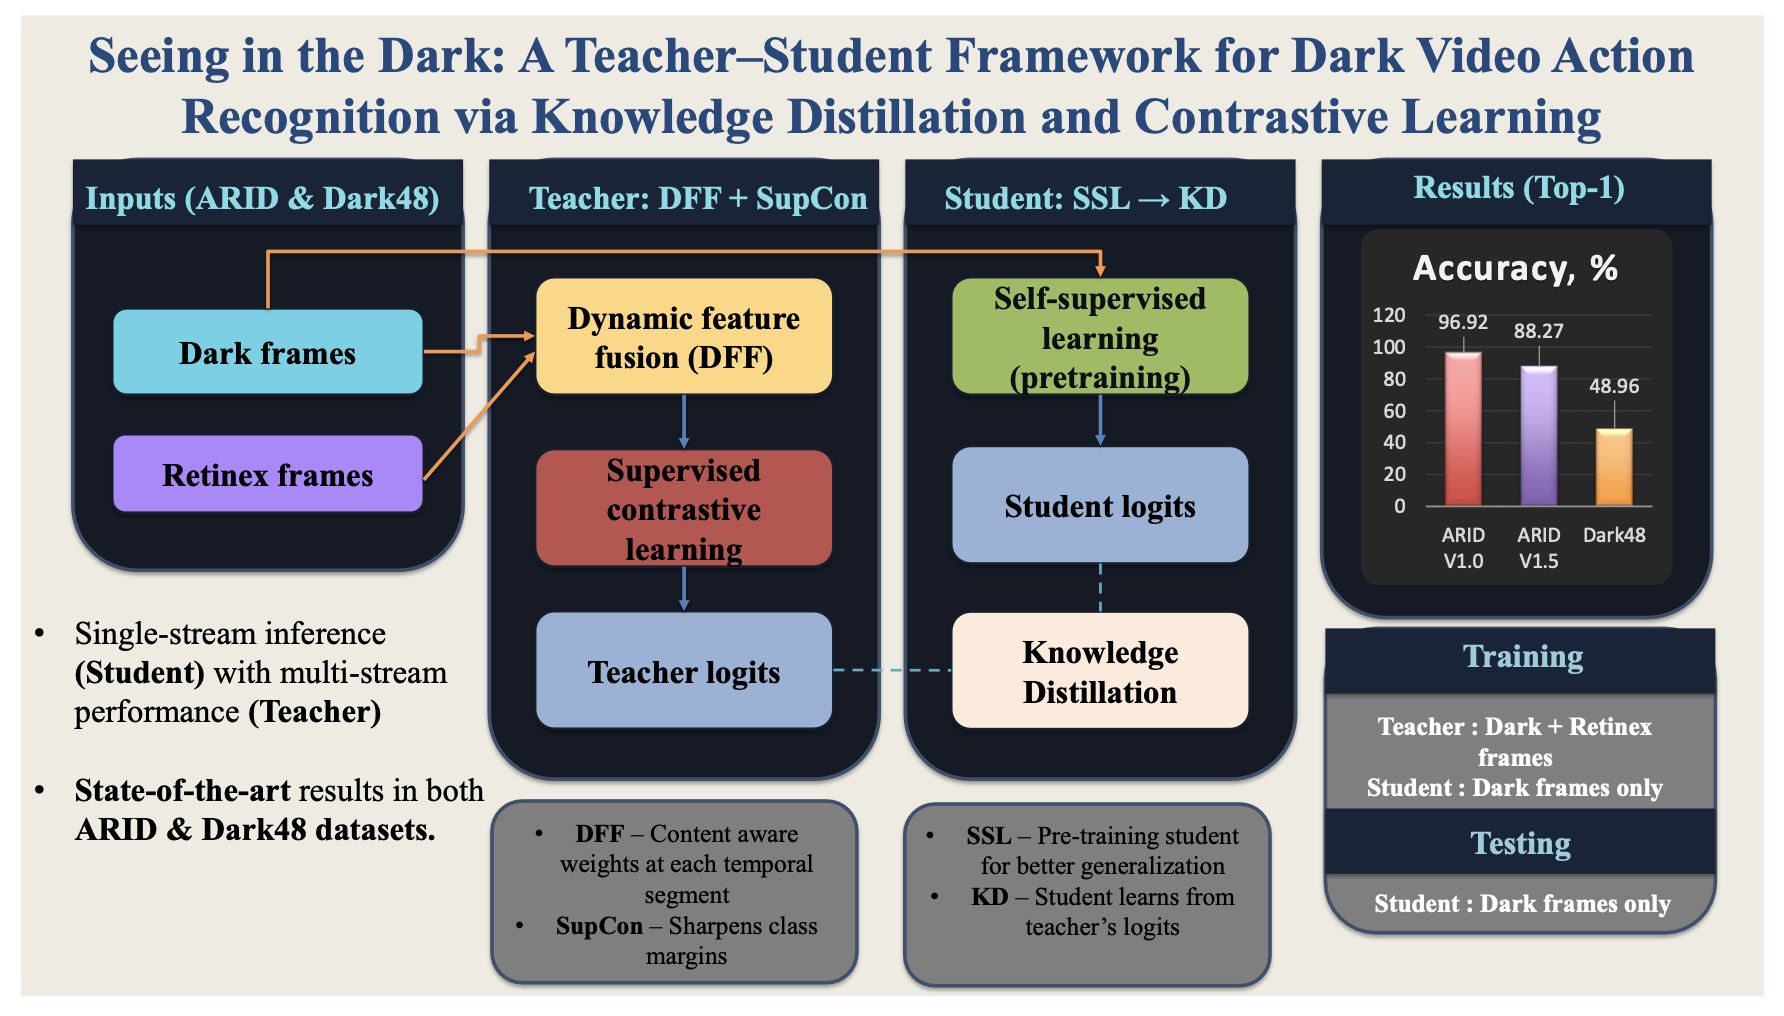 Seeing in the Dark: A Teacher–Student Framework for Dark Video Action
Recognition via Knowledge Distillation and Contrastive Learning
Inputs (ARID & Dark48)
Dark frames
Retinex frames
• Single-stream inference
(Student) with multi-stream
performance (Teacher)
• State-of-the-art results in both
ARID & Dark48 datasets.
Teacher: DFF + SupCon
Dynamic feature
fusion (DFF)
Supervised
contrastive
learning
Teacher logits
• DFF – Content aware
weights at each temporal
segment
• SupCon – Sharpens class
margins
Student: SSL → KD
Self-supervised
learning
(pretraining)
Student logits
Knowledge
Distillation
• SSL – Pre-training student
for better generalization
• KD – Student learns from
teacher’s logits
Results (Top-1)
Accuracy, %
120
100
80
60
40
20
0
96.92
88.27
48.96
ARID
V1.0
ARID
V1.5
Dark48
Training
Teacher : Dark + Retinex
frames
Student : Dark frames only
Testing
Student : Dark frames only